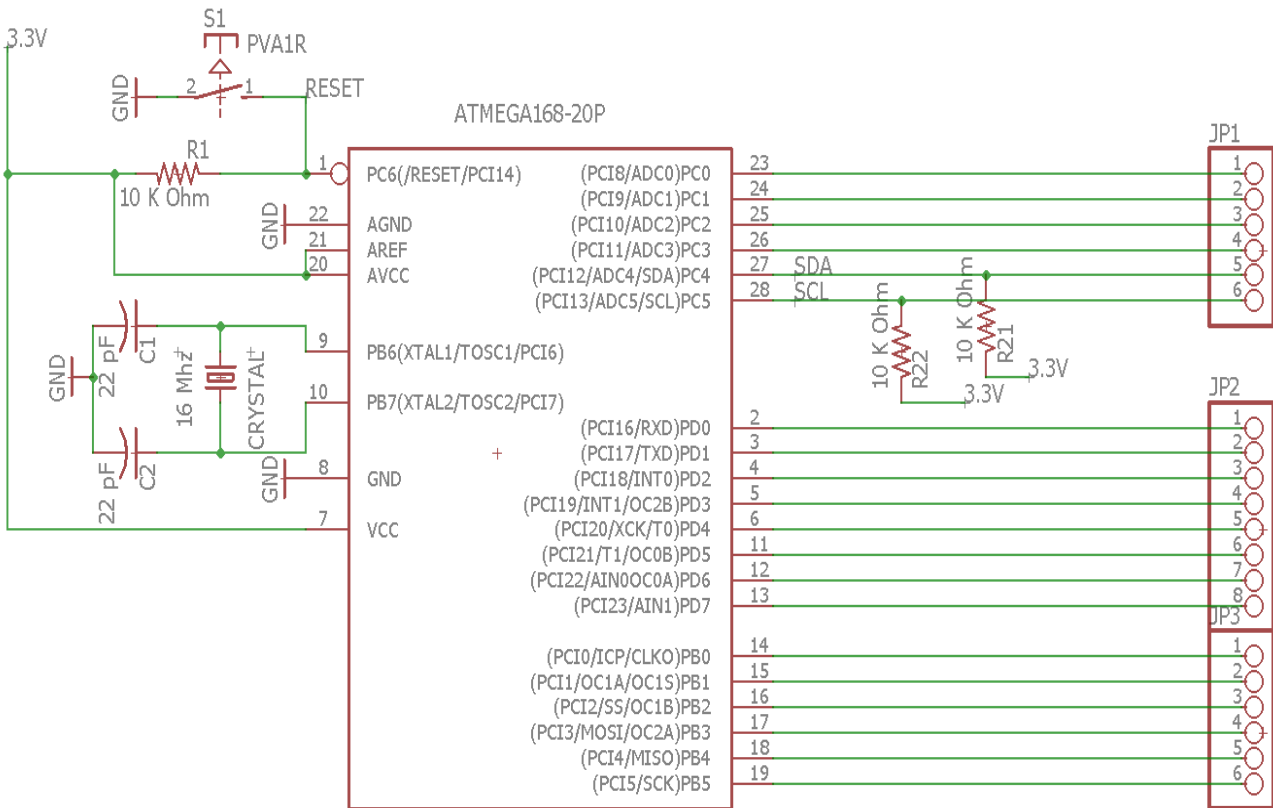 S1
3.3V
PVA1R
GND
2
1
RESET
ATMEGA168-20P
JP1
R1
10 K Ohm
1
PC6(/RESET/PCI14)
(PCI8/ADC0)PC0
23
1
(PCI9/ADC1)PC1
24
2
GND
22
AGND
(PCI10/ADC2)PC2
25
3
21
AREF
(PCI11/ADC3)PC3
26
4
20
AVCC
(PCI12/ADC4/SDA)PC4
27
SDA
5
(PCI13/ADC5/SCL)PC5
28
SCL
6
10 K Ohm
R22
10 K Ohm
R21
3.3V
3.3V
22 pF
C1
GND
16 Mhz
CRYSTAL
9
PB6(XTAL1/TOSC1/PCI6)
10
PB7(XTAL2/TOSC2/PCI7)
22 pF
C2
GND
8
GND
7
VCC
JP2
(PCI16/RXD)PD0
2
1
(PCI17/TXD)PD1
3
2
(PCI18/INT0)PD2
4
3
(PCI19/INT1/OC2B)PD3
5
4
(PCI20/XCK/T0)PD4
6
5
(PCI21/T1/OC0B)PD5
11
6
(PCI22/AIN0OC0A)PD6
12
7
(PCI23/AIN1)PD7
13
8
JP3
(PCI0/ICP/CLKO)PB0
14
1
(PCI1/OC1A/OC1S)PB1
15
2
(PCI2/SS/OC1B)PB2
16
3
(PCI3/MOSI/OC2A)PB3
17
4
(PCI4/MISO)PB4
18
5
(PCI5/SCK)PB5
19
6